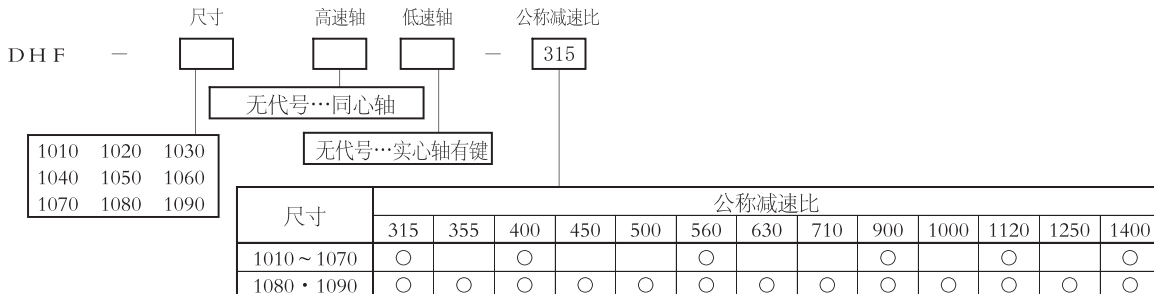 尺寸 高速轴 低速轴 公称减速比
DHF - - 315
无代号…同心轴
无代号…实心轴有键
1010 1020 1030
1040 1050 1060
1070 1080 1090
尺寸 公称减速比
315 355 400 450 500 560 630 710 900 1000 1120 1250 1400
1010~1070 ○ ○ ○ ○ ○ ○
1080・1090 ○ ○ ○ ○ ○ ○ ○ ○ ○ ○ ○ ○ ○